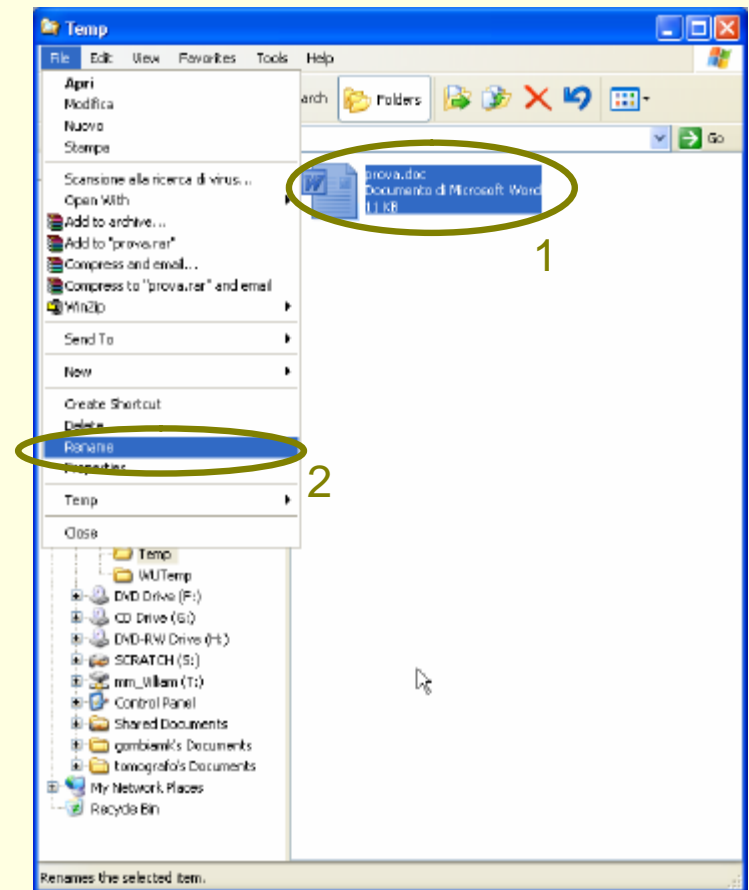 Temp
File Edit View Favorites Tools Help
arch Folders
Go
Apri
Modifica
Nuovo
Stampa
Scansione alla ricerca di virus...
Open With
Add to archive...
Add to "prova.rar"
Compress and email...
Compress to "prova.rar" and email
WinZip
Send To
New
Create Shortcut
Delete
Rename
Properties
Temp
Close
prova.doc
Documento di Microsoft Word
11 KB
1
2
Temp
WUTemp
DVD Drive (F:)
CD Drive (G:)
DVD-RW Drive (H:)
SCRATCH (S:)
(T:)
Control Panel
Shared Documents
gambiamk's Documents
tomografo's Documents
My Network Places
Recycle Bin
Renames the selected item.